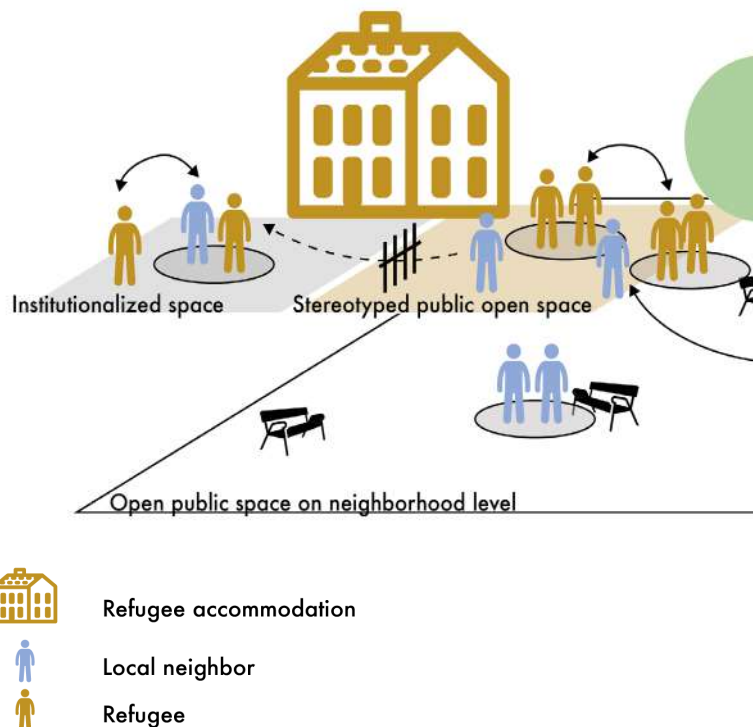 Institutionalized space
Stereotyped public open space
Open public space on neighborhood level
Refugee accommodation
Local neighbor
Refugee